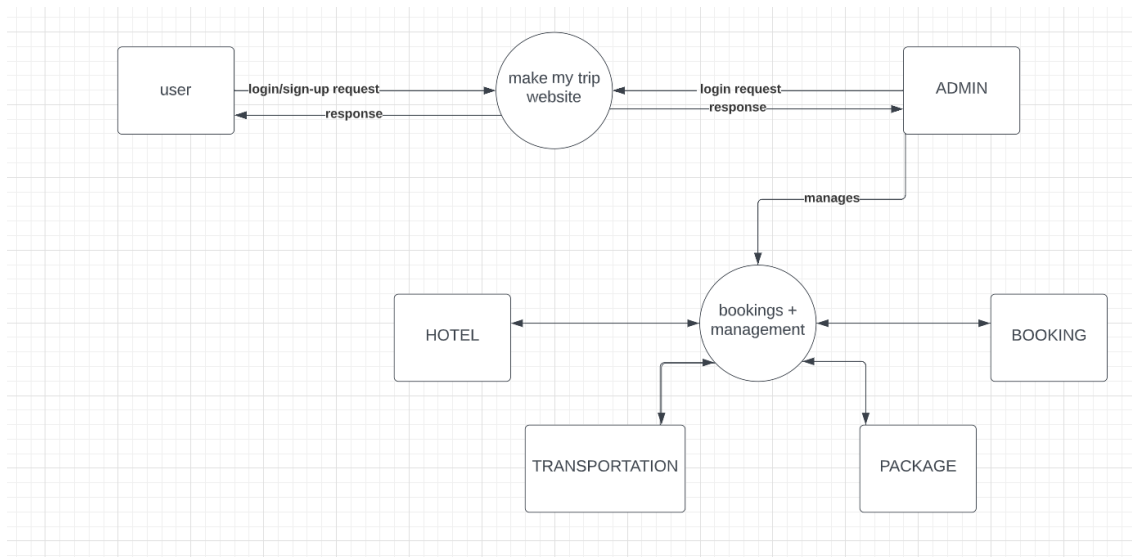 user
login/sign-up request
response
make my trip
website
login request
response
ADMIN
manages
HOTEL
bookings +
management
BOOKING
TRANSPORTATION
PACKAGE